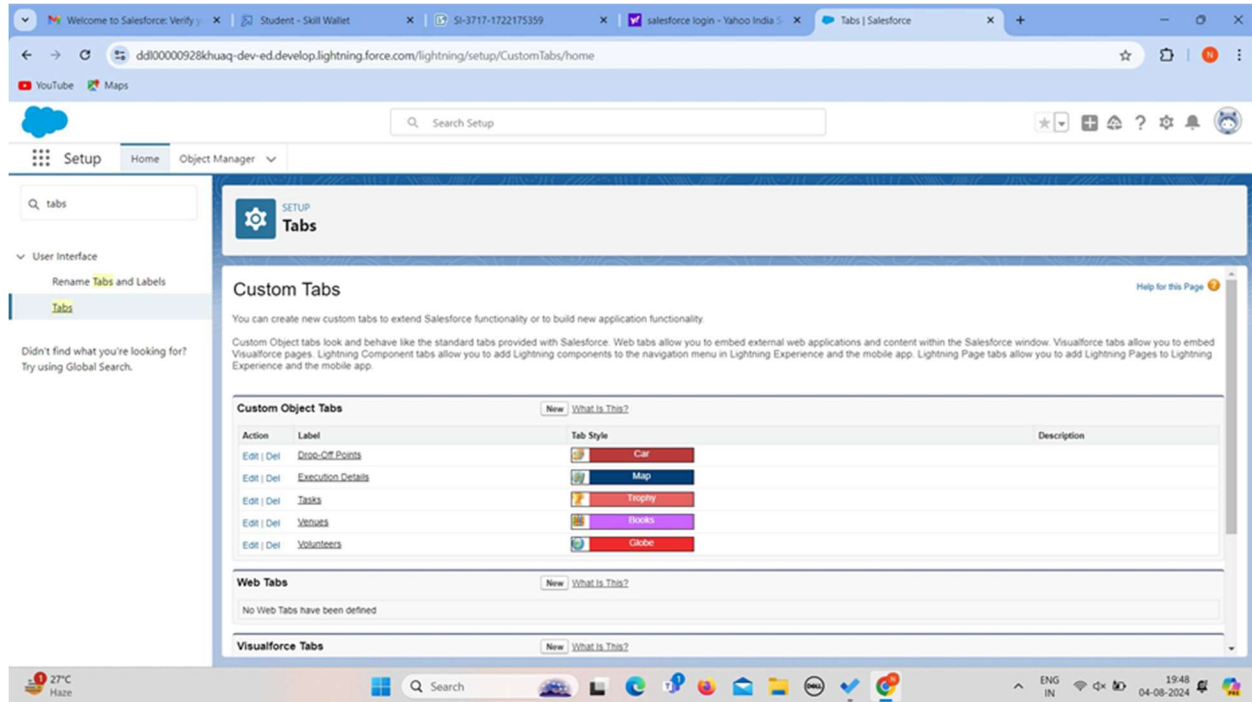 Welcome to Salesforce: Verify y
Student - Skill Wallet
SI-3717-1722175359
salesforce login - Yahoo India S
Tabs | Salesforce
ddl00000928khuaq-dev-ed.develop.lightning.force.com/lightning/setup/CustomTabs/home
N
YouTube
Maps
Search Setup
Setup
Home
Object Manager
tabs
User Interface
Rename Tabs and Labels
Tabs
Didn't find what you're looking for?
Try using Global Search.
SETUP
Tabs
Custom Tabs
Help for this Page
You can create new custom tabs to extend Salesforce functionality or to build new application functionality.
Custom Object tabs look and behave like the standard tabs provided with Salesforce. Web tabs allow you to embed external web applications and content within the Salesforce window. Visualforce tabs allow you to embed
Visualforce pages. Lightning Component tabs allow you to add Lightning components to the navigation menu in Lightning Experience and the mobile app. Lightning Page tabs allow you to add Lightning Pages to Lightning
Experience and the mobile app.
Custom Object Tabs New What Is This?
Action Label Tab Style Description
Edit | Del Drop-Off Points Car
Edit | Del Execution Details Map
Edit | Del Tasks Trophy
Edit | Del Venues Books
Edit | Del Volunteers Globe
Web Tabs New What Is This?
No Web Tabs have been defined
Visualforce Tabs New What Is This?
1 27°C
Haze
Search
DELL
ENG
IN
19:48
04-08-2024